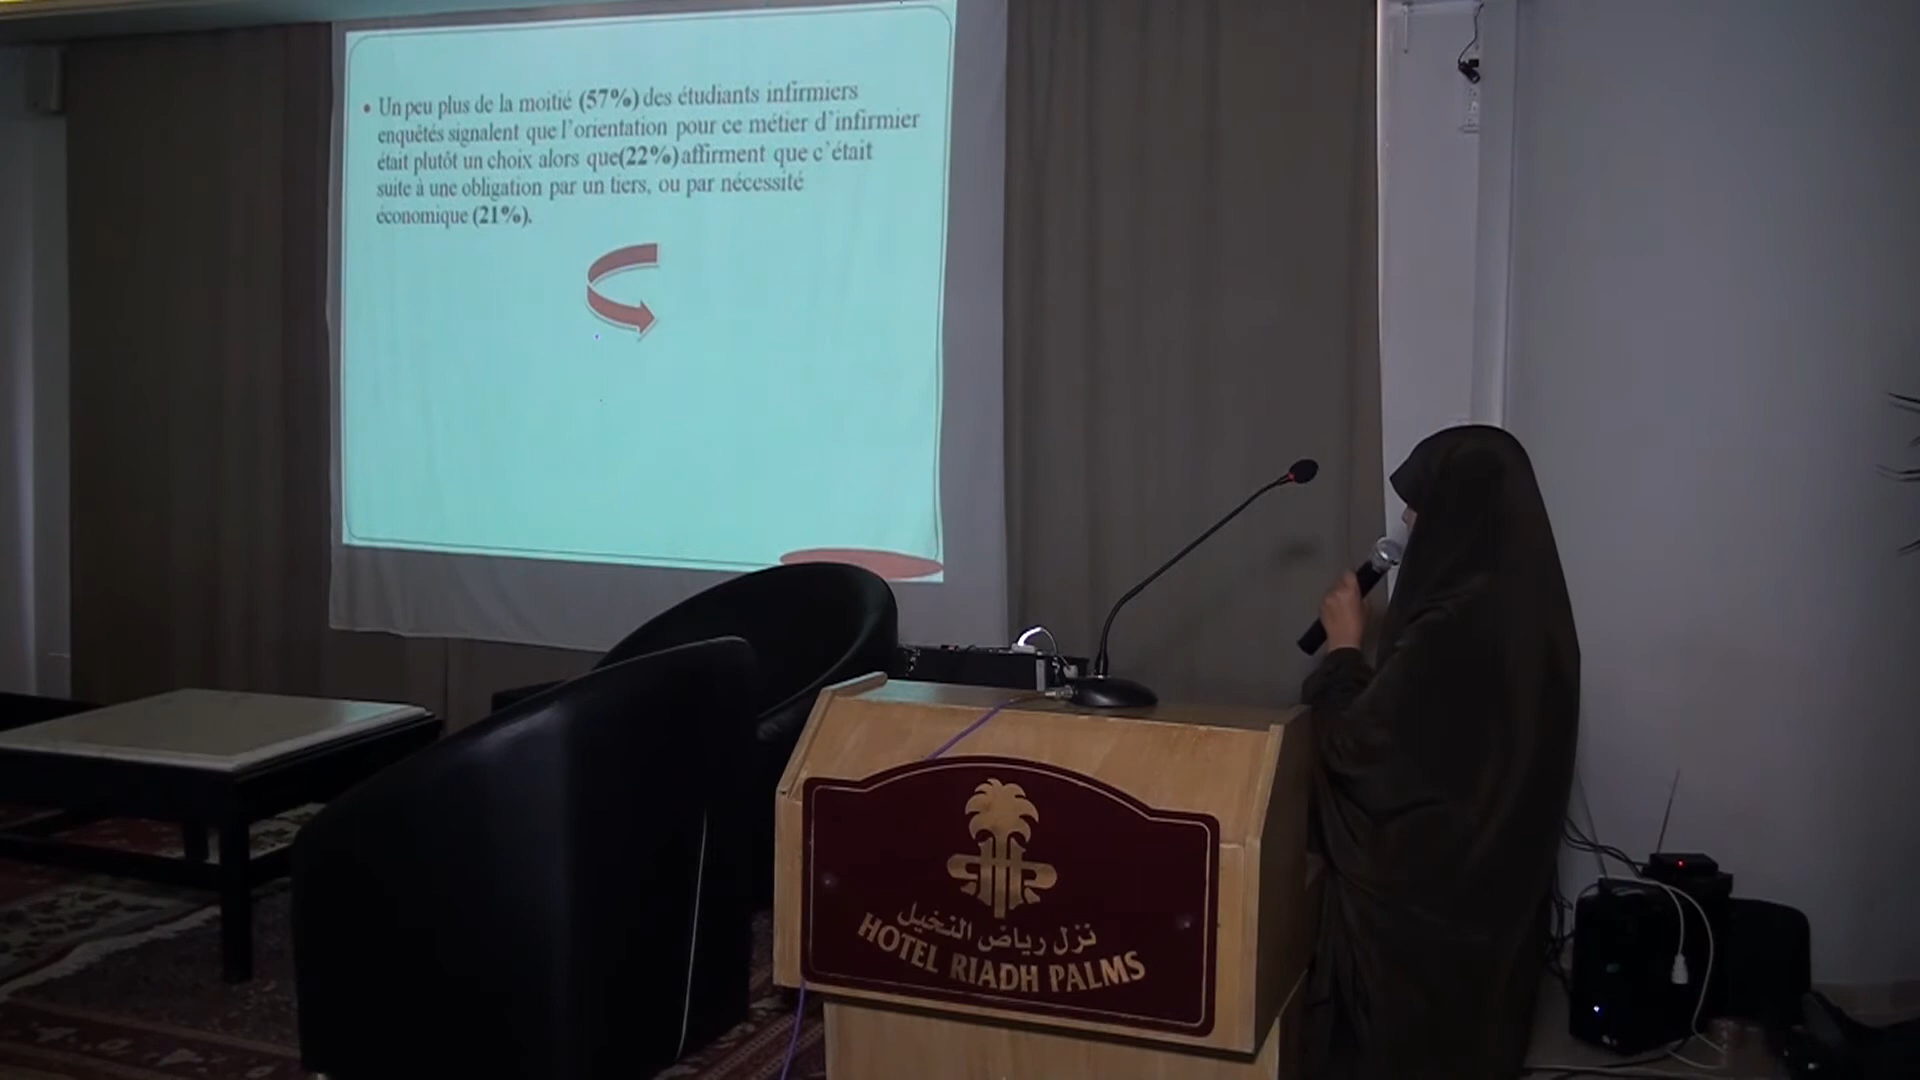 • Un peu plus de la moitié (57%) des étudiants infirmiers
enquêtés signalent que l'orientation pour ce métier d'infirmier
était plutôt un choix alors que(22%) affirment que c'était
suite à une obligation par un tiers, ou par nécessité
économique (21%).
نزل رياض النخيل
HOTEL RIADH PALMS